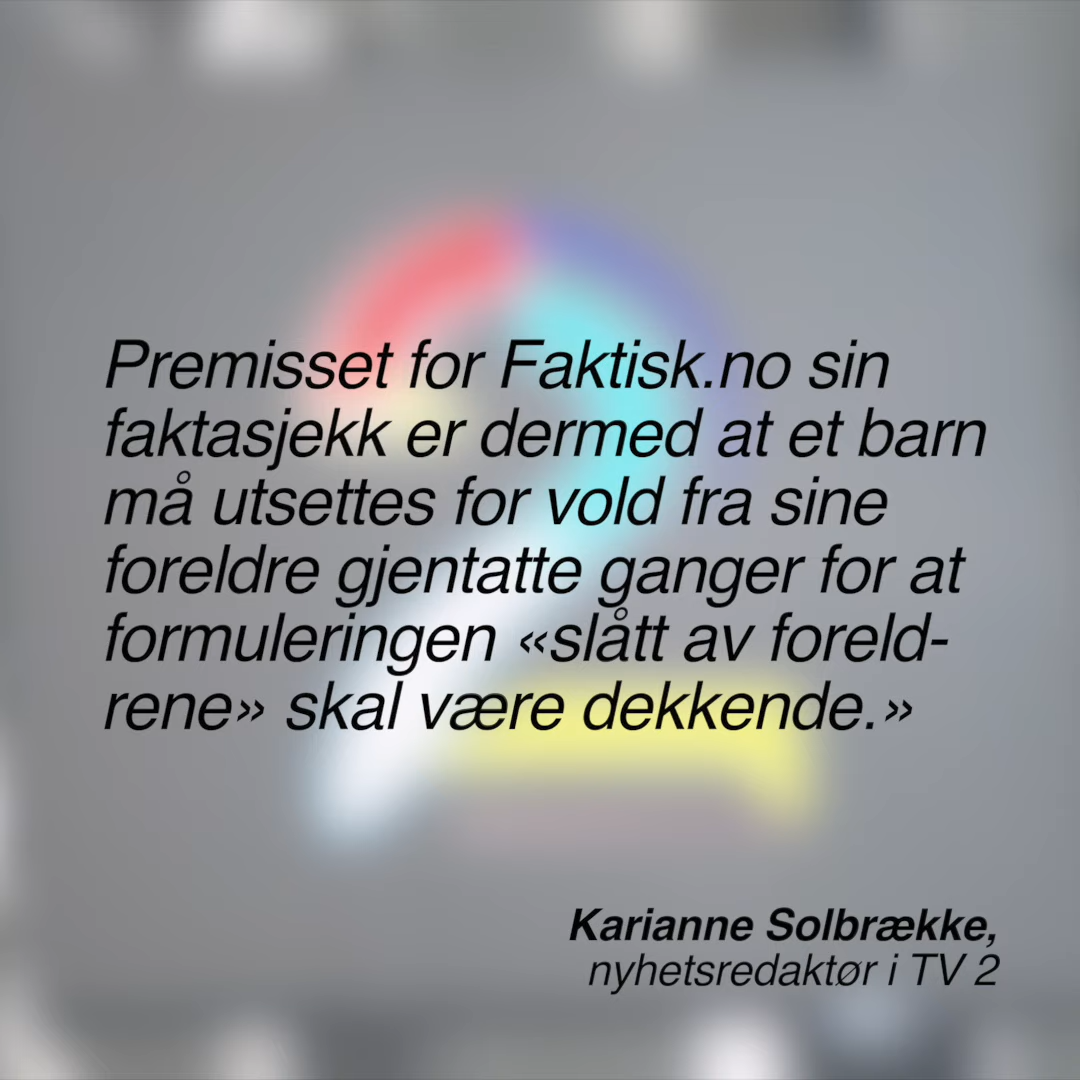 Premisset for Faktisk.no sin
faktasjekk er dermed at et barn
må utsettes for vold fra sine
foreldre gjentatte ganger for at
formuleringen «slått av foreld-
rene» skal være dekkende.»
Karianne Solbrække,
nyhetsredaktør i TV 2